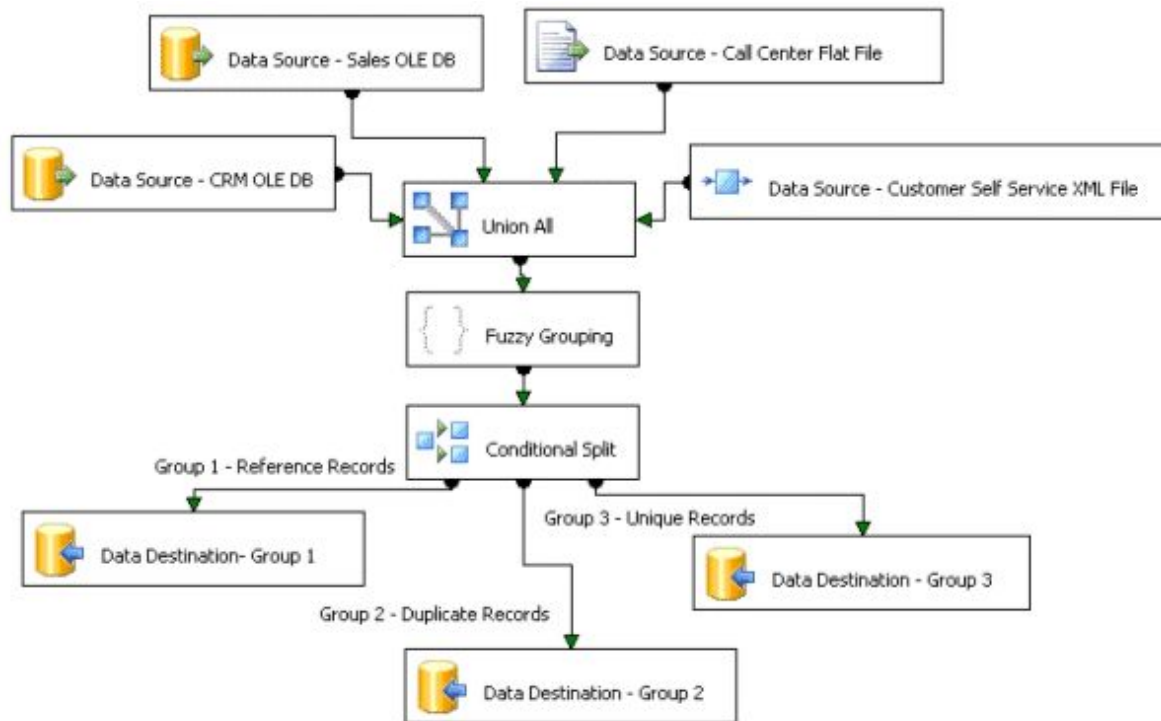 Data Source - Sales OLE DB
Data Source - Call Center Flat File
Data Source - CRM OLE DB
Data Source - Customer Self Service XML File
Union All
Fuzzy Grouping
Conditional Split
Group 1 - Reference Records
Group 3 - Unique Records
Data Destination- Group 1
Data Destination - Group 3
Group 2 - Duplicate Records
Data Destination - Group 2